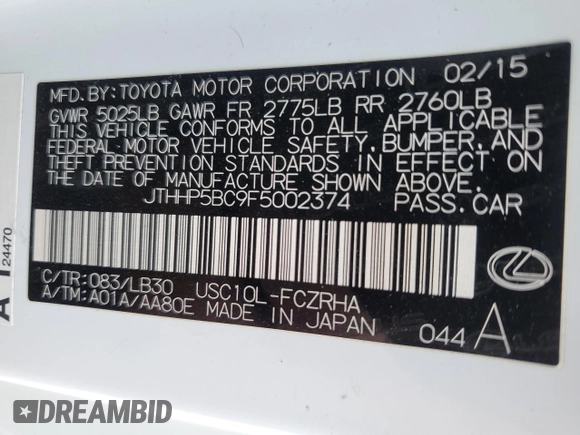 MFD. BY: TOYOTA MOTOR CORPORATION 02/15
GVWR 5025LB GAWR FR 2775LB RR 2760LB
THIS VEHICLE CONFORMS TO ALL APPLICABLE
FEDERAL MOTOR VEHICLE SAFETY, BUMPER, AND
THEFT PREVENTION STANDARDS IN EFFECT ON
THE DATE OF MANUFACTURE SHOWN ABOVE.
JTHHP5BC9F5002374 PASS.CAR
C/TR: 083/LB30 USC10L-FCZRHA
A/TM: A01A/AA80E MADE IN JAPAN
044 A
24470
DREAMBID